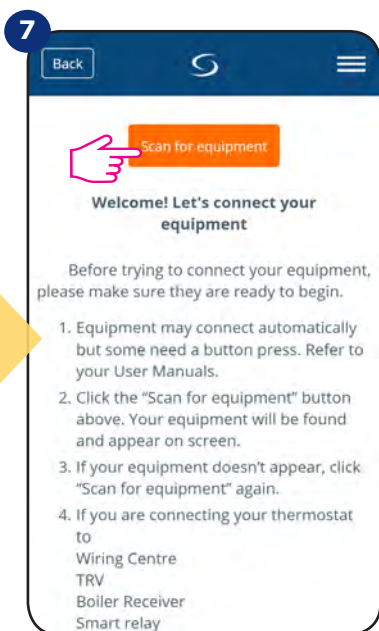 7
Back
Scan for equipment
Welcome! Let's connect your
equipment
Before trying to connect your equipment,
please make sure they are ready to begin.
1. Equipment may connect automatically
but some need a button press. Refer to
your User Manuals.
2. Click the “Scan for equipment” button
above. Your equipment will be found
and appear on screen.
3. If your equipment doesn't appear, click
“Scan for equipment” again.
4. If you are connecting your thermostat
to
Wiring Centre
TRV
Boiler Receiver
Smart relay